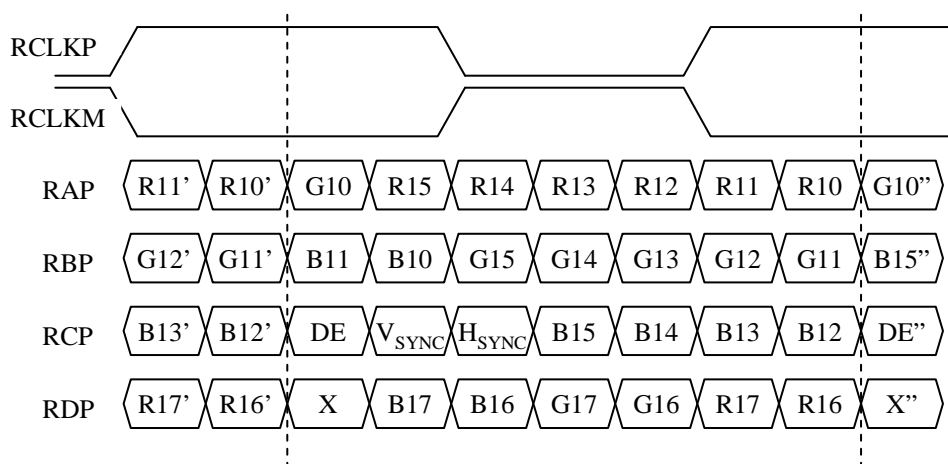 RCLKP
RCLKM
RAP R11’ R10’ G10 R15 R14 R13 R12 R11 R10 G10”
RBP G12’ G11’ B11 B10 G15 G14 G13 G12 G11 B15”
RCP B13’ B12’ DE VSYNC HSYNC B15 B14 B13 B12 DE”
RDP R17’ R16’ X B17 B16 G17 G16 R17 R16 X”